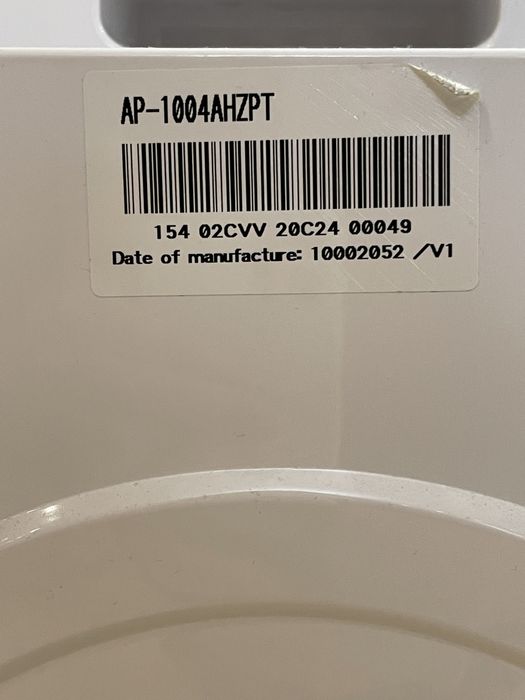 AP-1004AHZPT
154 02CVV 20C24 00049
Date of manufacture: 10002052 /V1